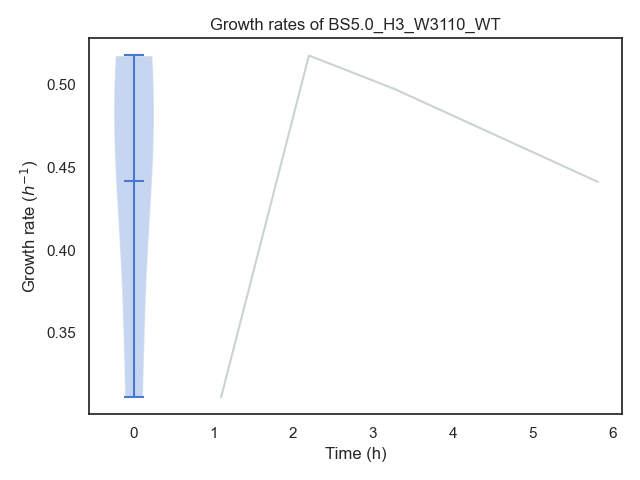 Growth rates of BS5.0_H3_W3110_WT
Growth rate (h⁻¹)
0.50
0.45
0.40
0.35
0 1 2 3 4 5 6
Time (h)